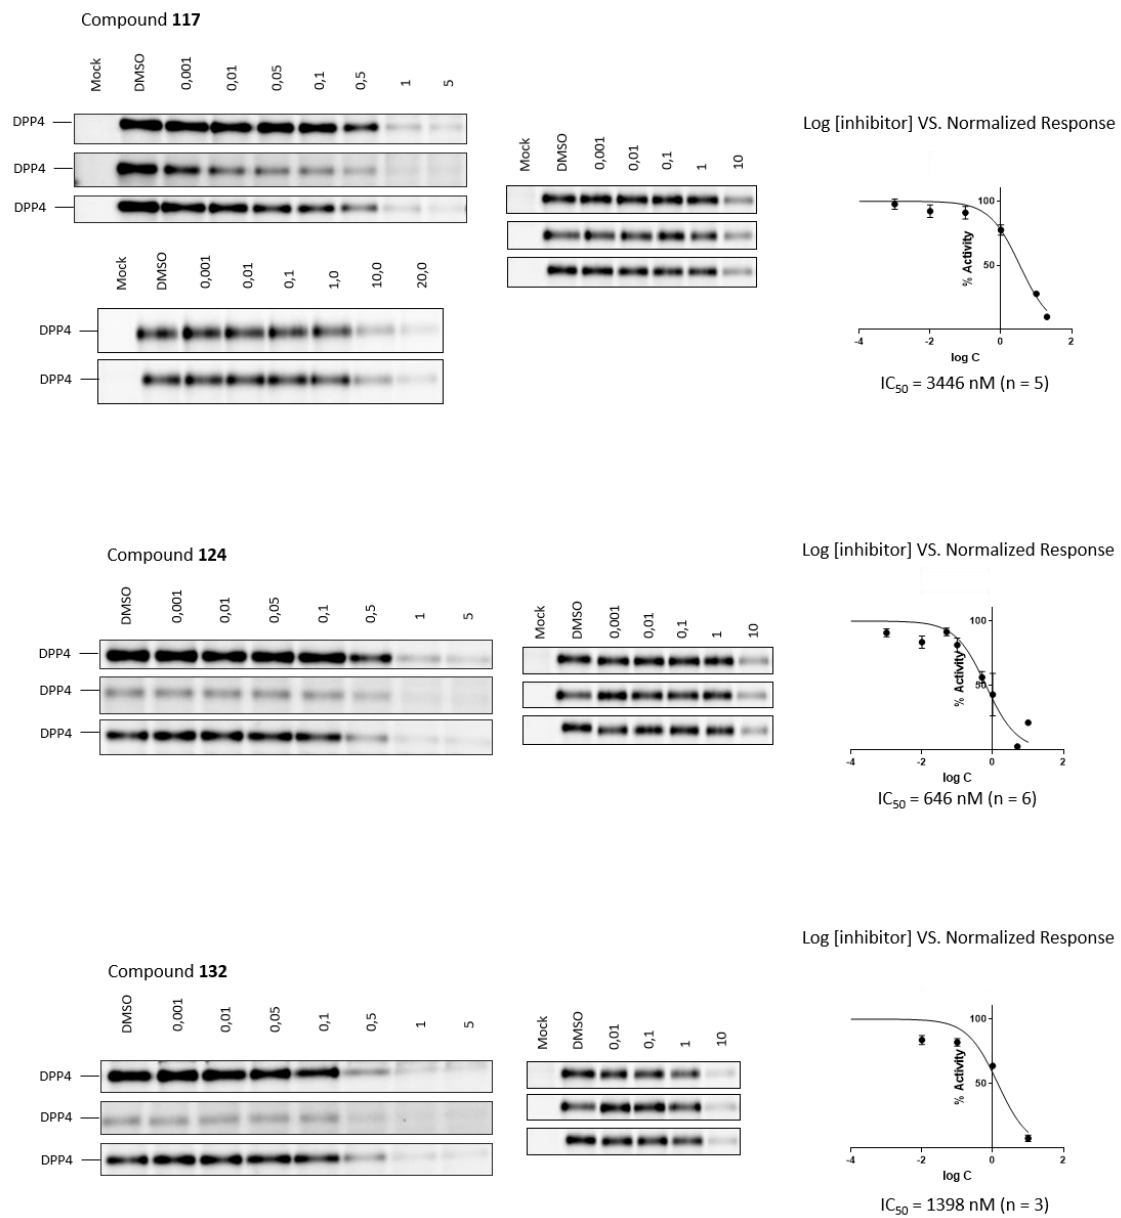 Compound 117
Mock DMSO 0,001 0,01 0,05 0,1 0,5 1 5
DPP4
DPP4
DPP4
Mock DMSO 0,001 0,01 0,1 1,0 10,0 20,0
DPP4
DPP4
Mock DMSO 0,001 0,01 0,1 1 10
Log [inhibitor] VS. Normalized Response
100
50
% Activity
-4 -2 0 2
log C
IC50 = 3446 nM (n = 5)
Compound 124
DMSO 0,001 0,01 0,05 0,1 0,5 1 5
DPP4
DPP4
DPP4
Mock DMSO 0,001 0,01 0,1 1 10
Log [inhibitor] VS. Normalized Response
100
50
% Activity
-4 -2 0 2
log C
IC50 = 646 nM (n = 6)
Compound 132
DMSO 0,001 0,01 0,05 0,1 0,5 1 5
DPP4
DPP4
DPP4
Mock DMSO 0,01 0,1 1 10
Log [inhibitor] VS. Normalized Response
100
50
% Activity
-4 -2 0 2
log C
IC50 = 1398 nM (n = 3)